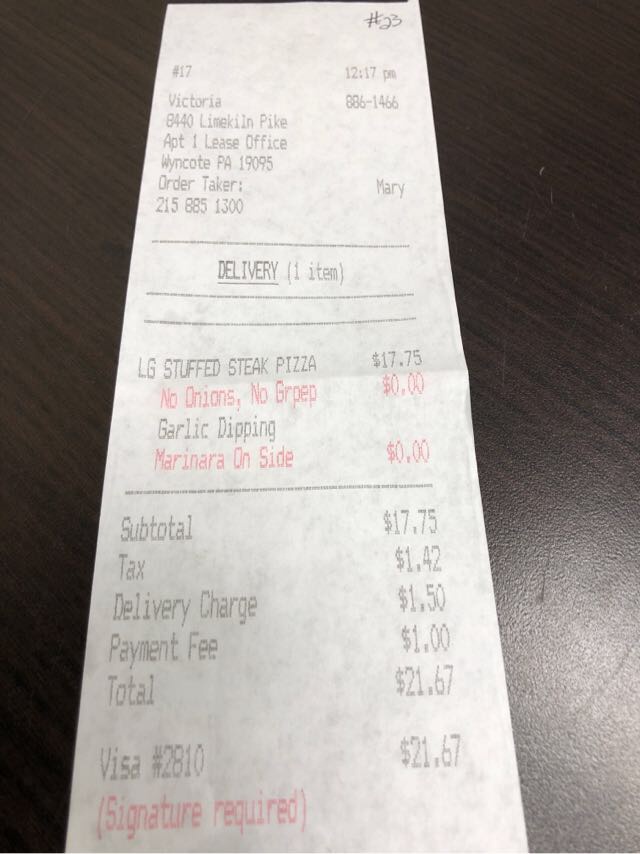 #23
#17 12:17 pm
Victoria 886-1466
8440 Limekiln Pike
Apt 1 Lease Office
Wyncote PA 19095
Order Taker: Mary
215 885 1300
DELIVERY (1 item)
LG STUFFED STEAK PIZZA $17.75
No Onions, No Grpep $0.00
Garlic Dipping
Marinara On Side $0.00
Subtotal $17.75
Tax $1.42
Delivery Charge $1.50
Payment Fee $1.00
Total $21.67
Visa #2810 $21.67
(Signature required)